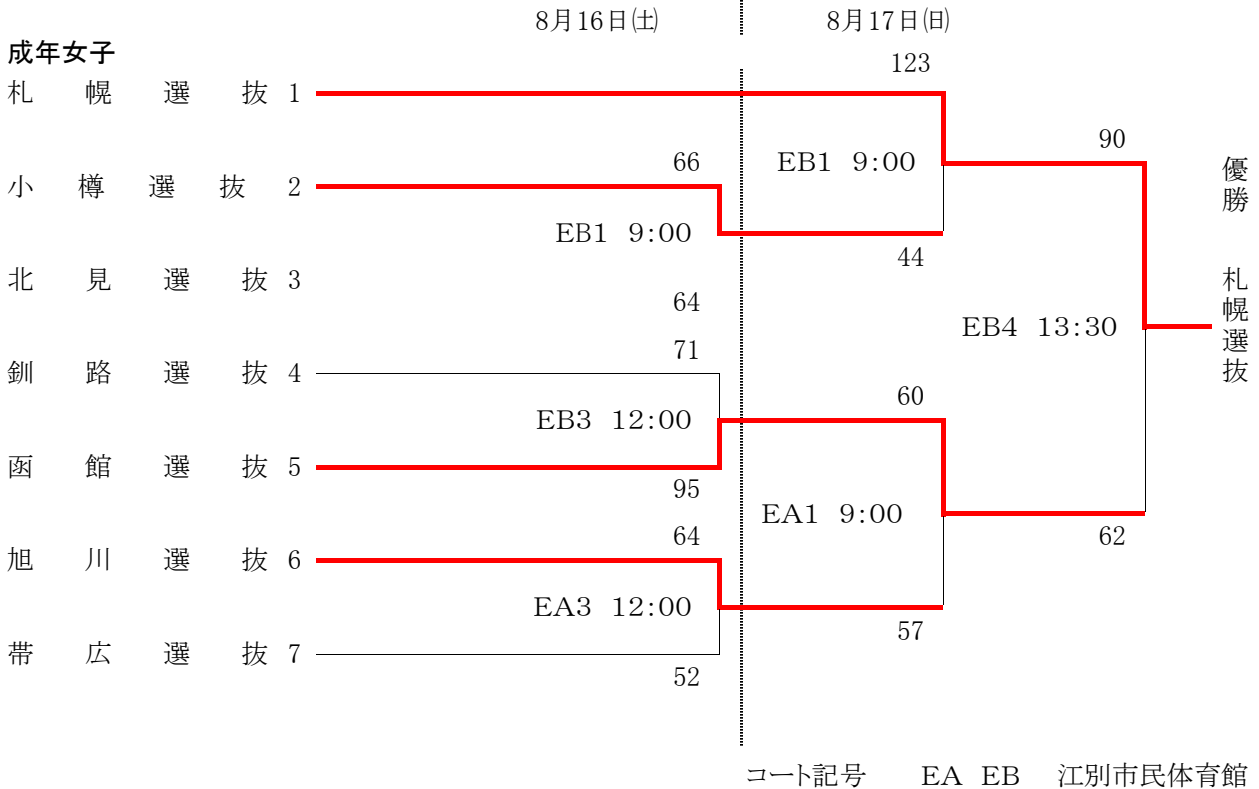 8月16日㈯ 8月17日㈰
成年女子
123
札幌選抜 1
90
66
EB1 9:00
優勝 札幌選抜
小樽選抜 2
EB1 9:00
44
北見選抜 3
64
EB4 13:30
71
釧路選抜 4
60
EB3 12:00
函館選抜 5
95
EA1 9:00
64
62
旭川選抜 6
EA3 12:00
57
帯広選抜 7
52
コート記号 EA EB 江別市民体育館